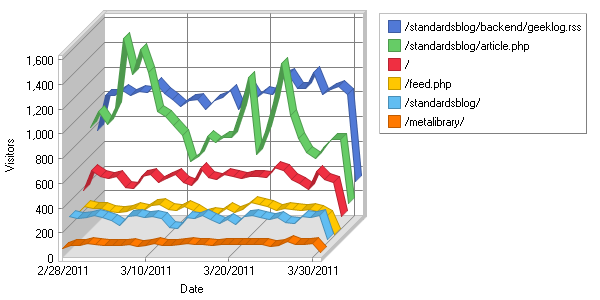 /standardsblog/backend/geeklog.rss
/standardsblog/article.php
/
/feed.php
/standardsblog/
/metalibrary/
Visitors
1,600
1,400
1,200
1,000
800
600
400
200
0
2/28/2011 3/10/2011 3/20/2011 3/30/2011
Date